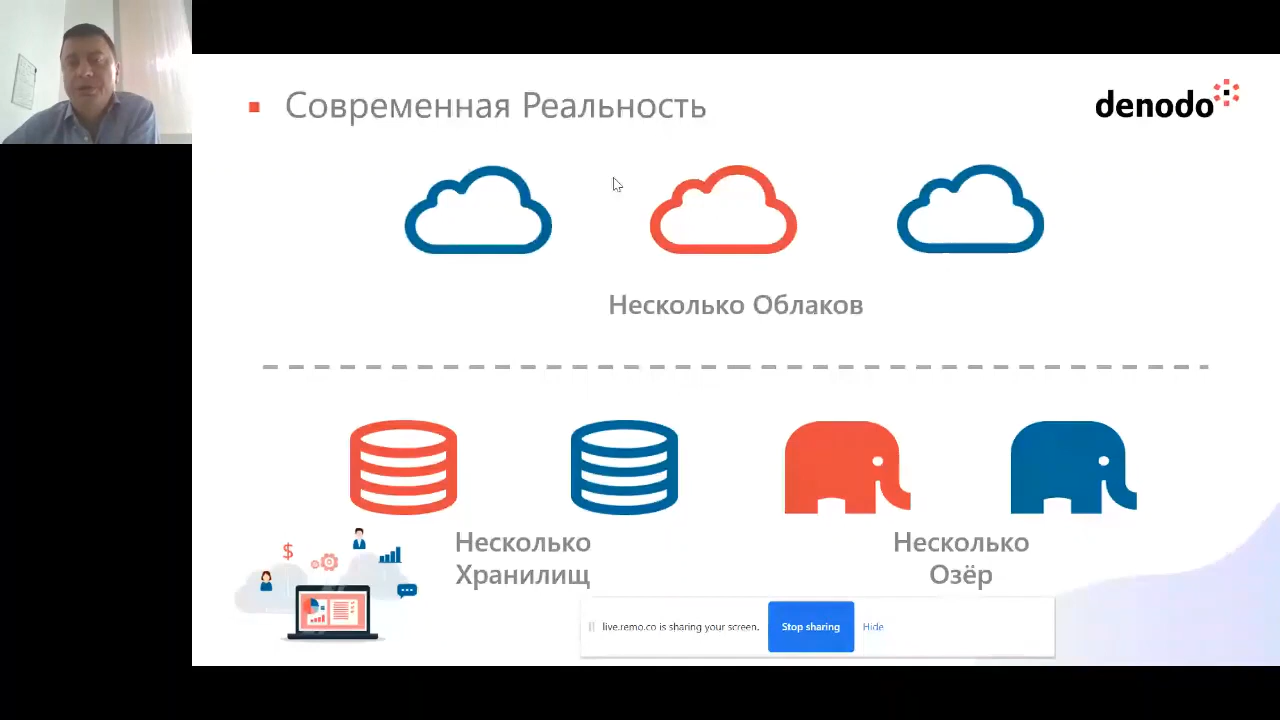 Современная Реальность
denodo
Несколько Облаков
Несколько
Хранилищ
Несколько
Озёр
$
live.remo.co is sharing your screen.
Stop sharing
Hide